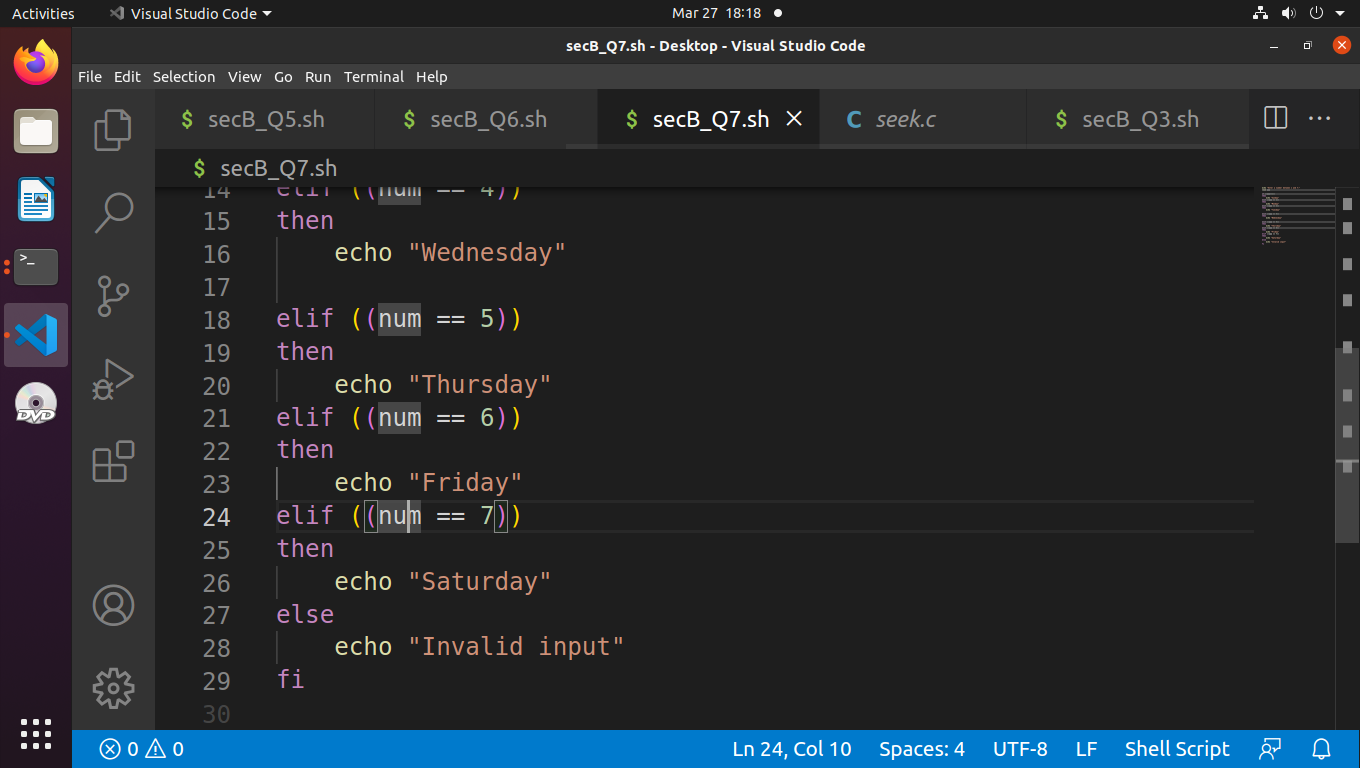 Activities Visual Studio Code Mar 27 18:18
secB_Q7.sh - Desktop - Visual Studio Code
File Edit Selection View Go Run Terminal Help
$ secB_Q5.sh $ secB_Q6.sh $ secB_Q7.sh C seek.c $ secB_Q3.sh ...
$ secB_Q7.sh
14 elif ((num == 4))
15 then
16 echo "Wednesday"
17
18 elif ((num == 5))
19 then
20 echo "Thursday"
21 elif ((num == 6))
22 then
23 echo "Friday"
24 elif ((num == 7))
25 then
26 echo "Saturday"
27 else
28 echo "Invalid input"
29 fi
30
>_
DVD
0 0 Ln 24, Col 10 Spaces: 4 UTF-8 LF Shell Script